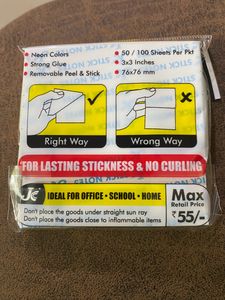 • Neon Colors
• Strong Glue
• Removable Peel & Stick
• 50 / 100 Sheets Per Pkt
• 3x3 Inches
• 76x76 mm
Right Way
Wrong Way
FOR LASTING STICKNESS & NO CURLING
IDEAL FOR OFFICE • SCHOOL • HOME
Don't place the goods under straight sun ray
Don't place the goods close to inflammable items
Max
Retail Price
₹ 55/-